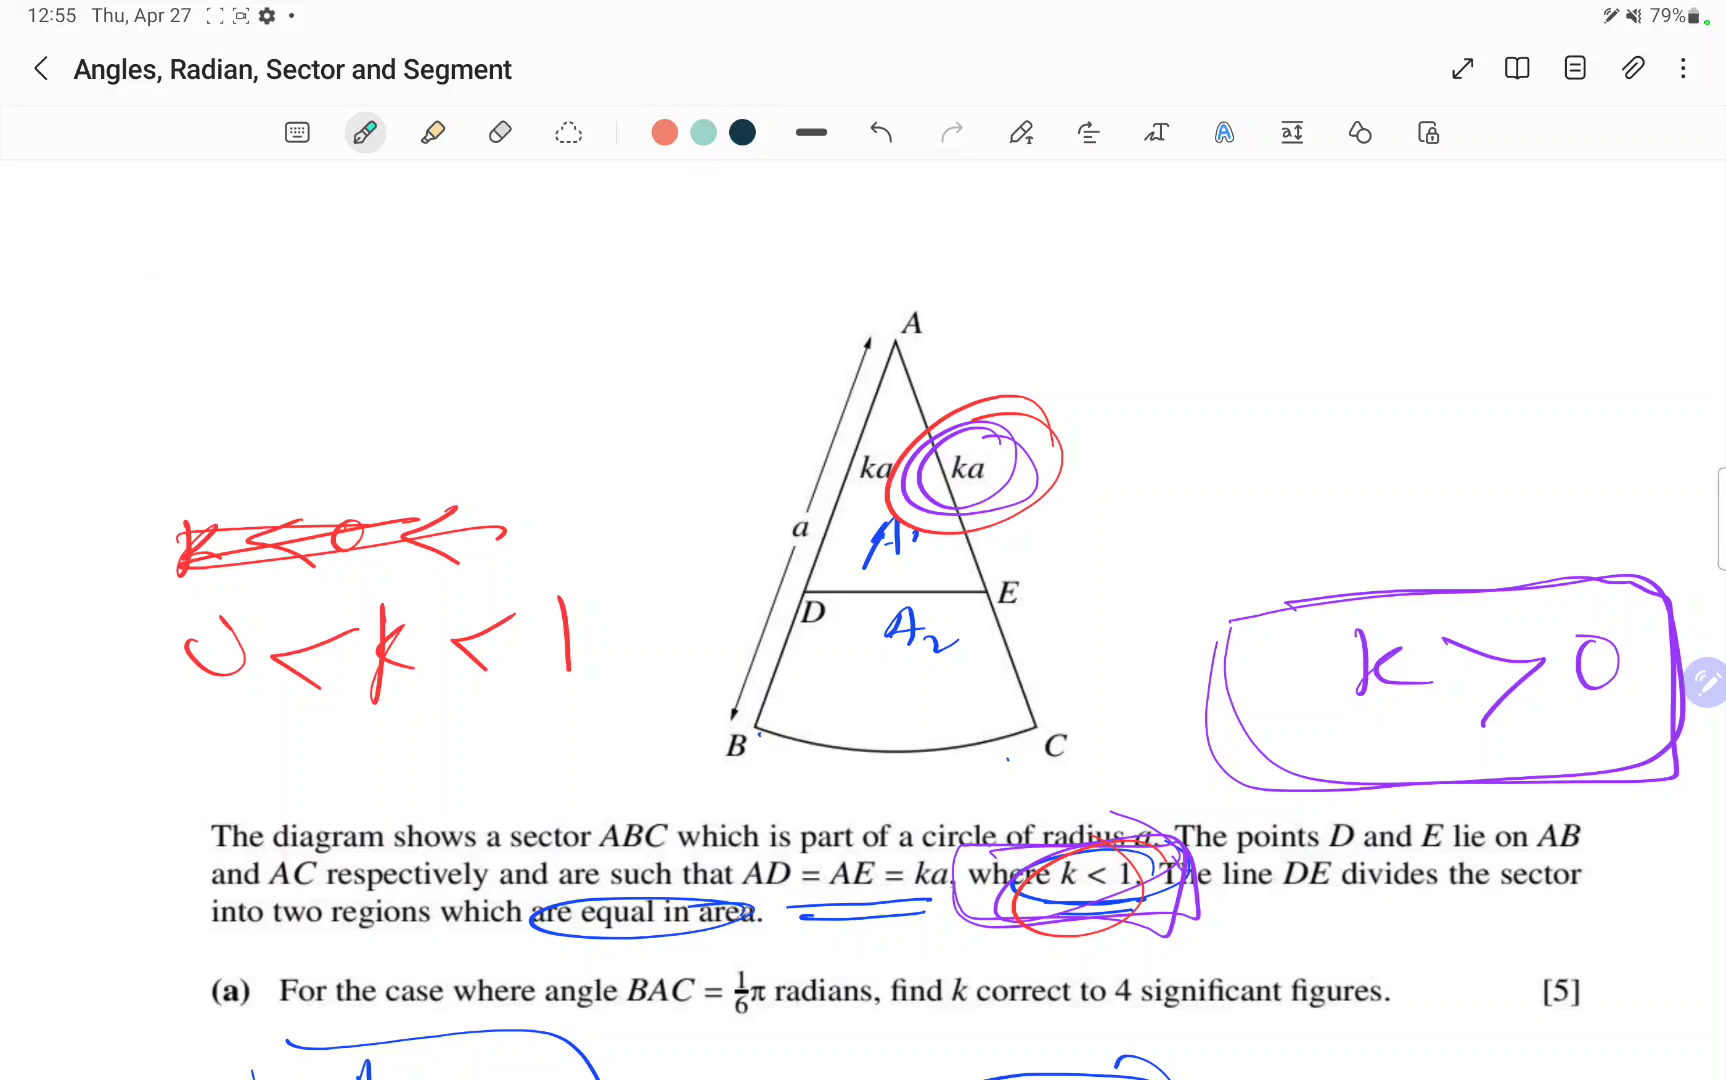 12:55 Thu, Apr 27
79%
Angles, Radian, Sector and Segment
A
ka ka
a
A₁
k < 0 <
D E
A₂
0 < k < 1
k > 0
B C
The diagram shows a sector ABC which is part of a circle of radius a. The points D and E lie on AB
and AC respectively and are such that AD = AE = ka, where k < 1. The line DE divides the sector
into two regions which are equal in area.
(a) For the case where angle BAC = 1/6π radians, find k correct to 4 significant figures. [5]